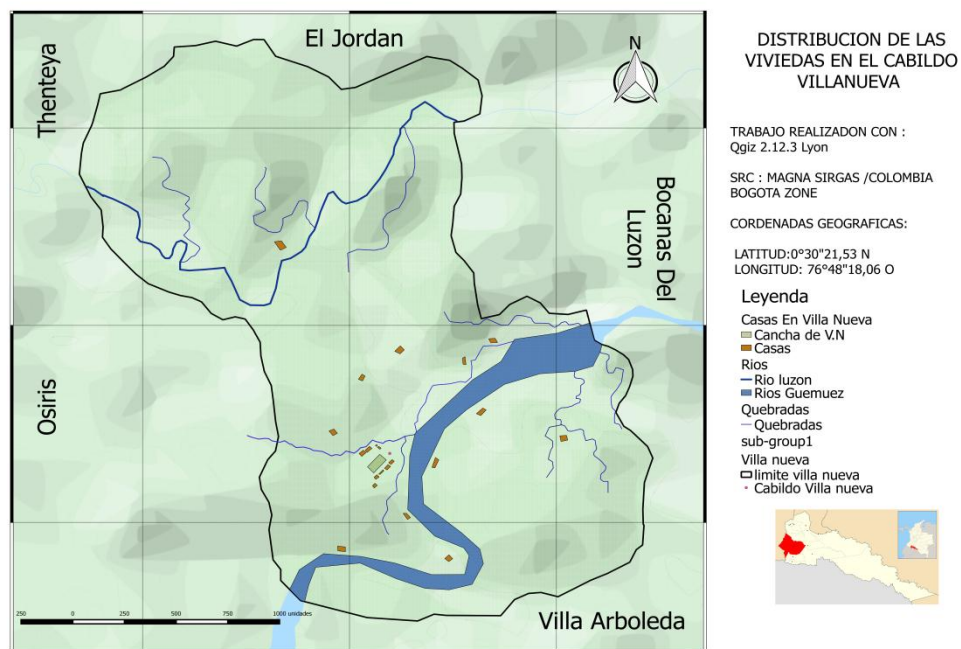 El Jordan
Thenteya
N
Bocanas Del
Luzon
Osiris
Villa Arboleda
250 0 250 500 750 1000 unidades
DISTRIBUCION DE LAS
VIVIEDAS EN EL CABILDO
VILLANUEVA
TRABAJO REALIZADON CON :
Qgiz 2.12.3 Lyon
SRC : MAGNA SIRGAS /COLOMBIA
BOGOTA ZONE
CORDENADAS GEOGRAFICAS:
LATITUD:0°30"21,53 N
LONGITUD: 76°48"18,06 O
Leyenda
Casas En Villa Nueva
Cancha de V.N
Casas
Rios
Rio luzon
Rios Guemuez
Quebradas
Quebradas
sub-group1
Villa nueva
limite villa nueva
Cabildo Villa nueva